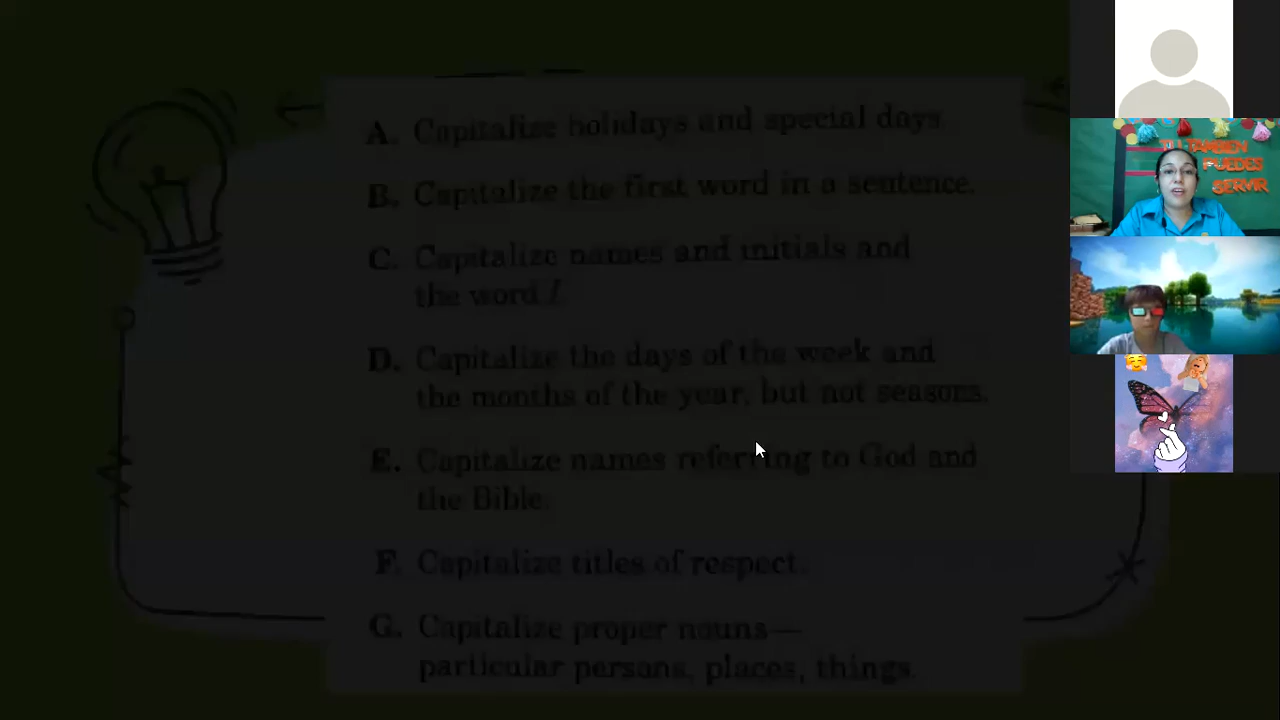 A. Capitalize holidays and special days.
B. Capitalize the first word in a sentence.
C. Capitalize names and initials and
the word I.
D. Capitalize the days of the week and
the months of the year, but not seasons.
E. Capitalize names referring to God and
the Bible.
F. Capitalize titles of respect.
G. Capitalize proper nouns—
particular persons, places, things.
TU TAMBIEN
PUEDES
SERVIR